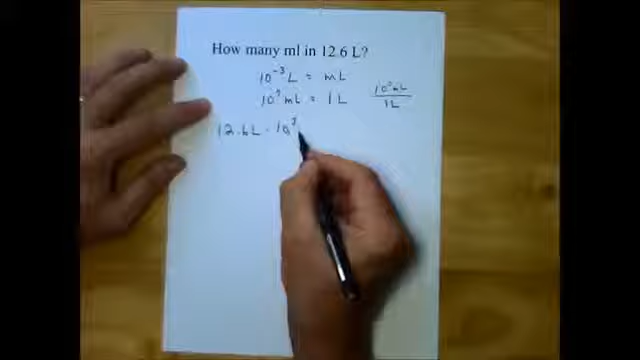 How many ml in 12.6 L?
10⁻³ L = mL
10³ mL = 1 L
10³ mL
1L
12.6L · 10³